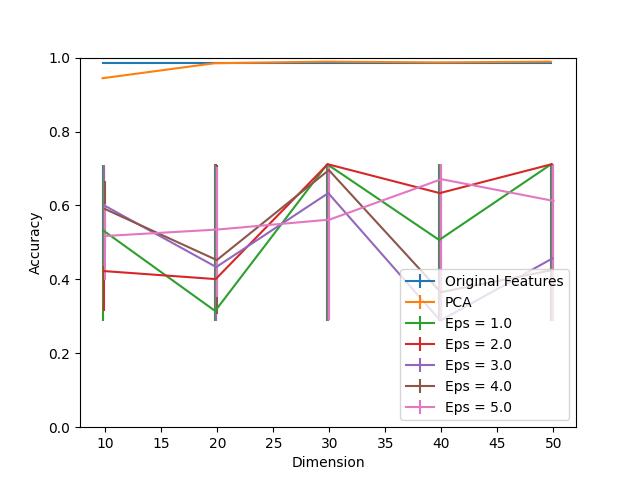 1.0
0.8
0.6
0.4
0.2
0.0
Accuracy
10 15 20 25 30 35 40 45 50
Dimension
Original Features
PCA
Eps = 1.0
Eps = 2.0
Eps = 3.0
Eps = 4.0
Eps = 5.0